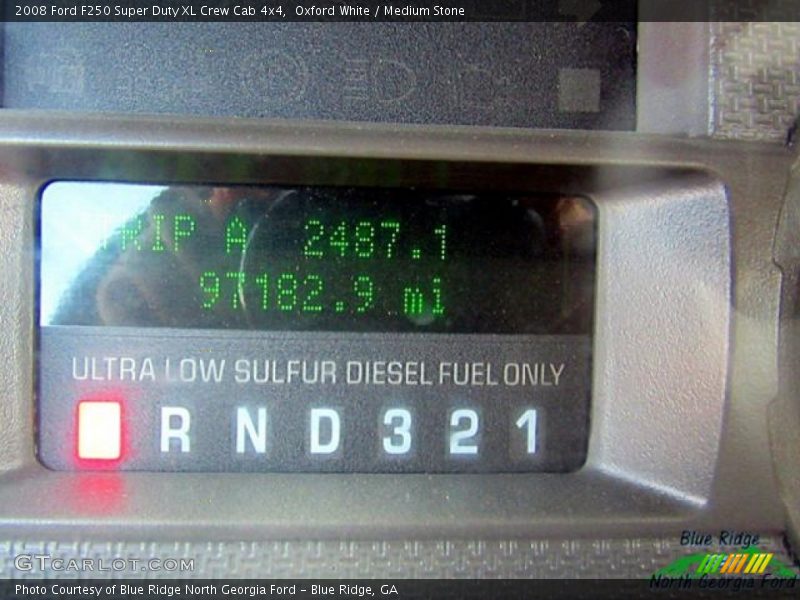 2008 Ford F250 Super Duty XL Crew Cab 4x4, Oxford White / Medium Stone
TRIP A 2487.1
97182.9 mi
ULTRA LOW SULFUR DIESEL FUEL ONLY
R N D 3 2 1
GTCARLOT.COM
Blue Ridge
North Georgia Ford
Photo Courtesy of Blue Ridge North Georgia Ford - Blue Ridge, GA